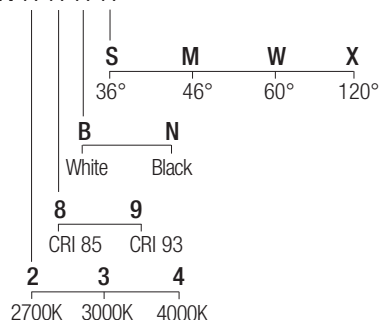 S M W X
36° 46° 60° 120°
B N
White Black
8 9
CRI 85 CRI 93
2 3 4
2700K 3000K 4000K